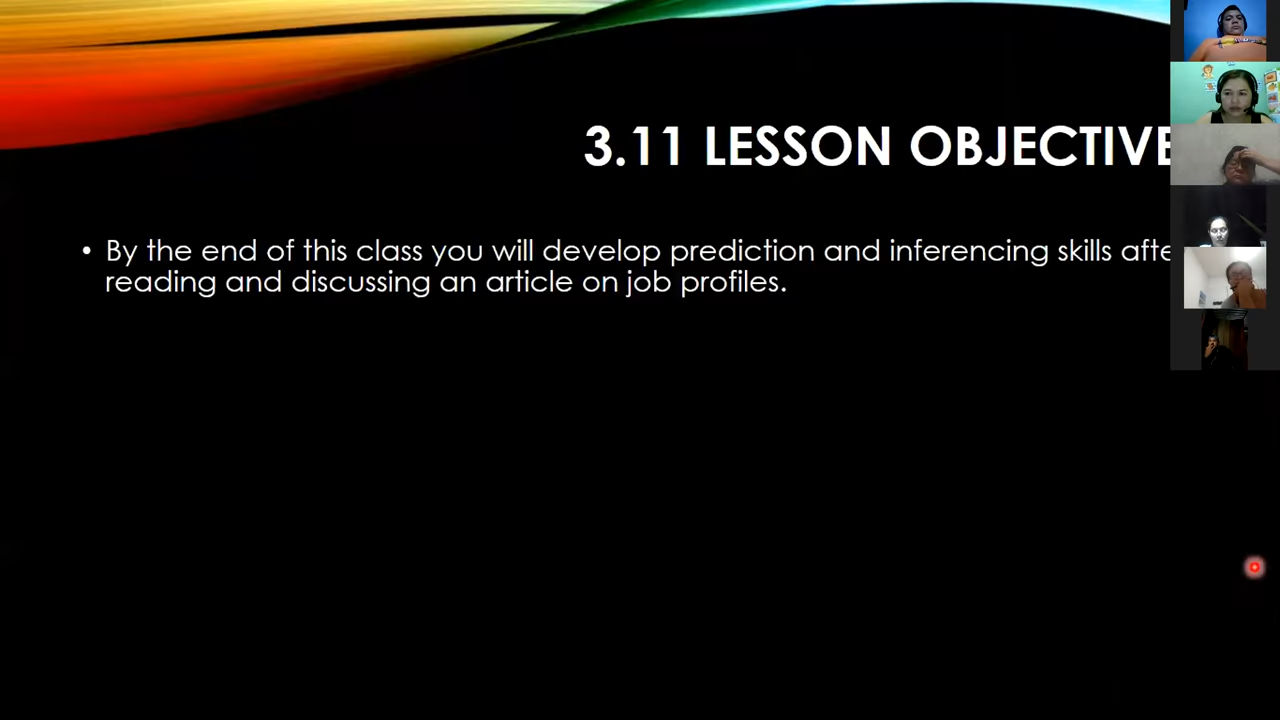 3.11 LESSON OBJECTIVE
• By the end of this class you will develop prediction and inferencing skills afte
reading and discussing an article on job profiles.